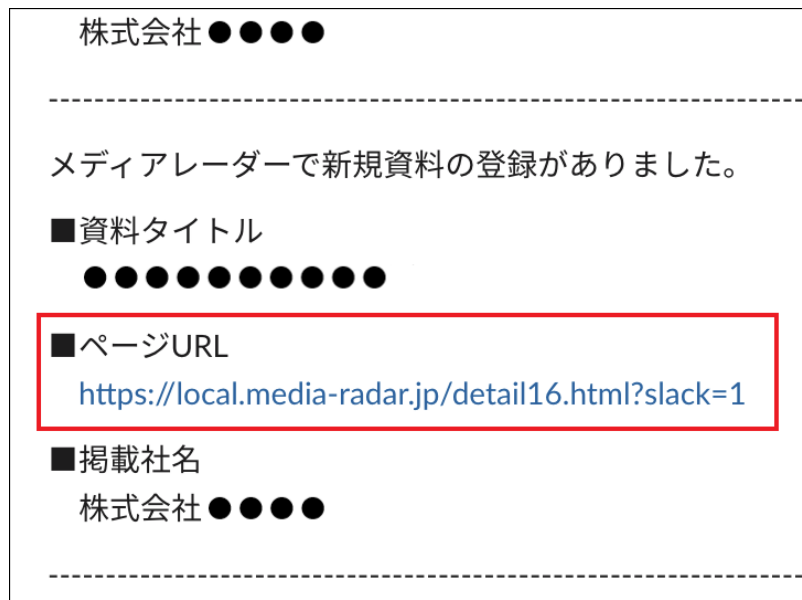 株式会社●●●●
--------------------------------------------------------------------
メディアレーダーで新規資料の登録がありました。
■資料タイトル
●●●●●●●●●●
■ページURL
https://local.media-radar.jp/detail16.html?slack=1
■掲載社名
株式会社●●●●
--------------------------------------------------------------------